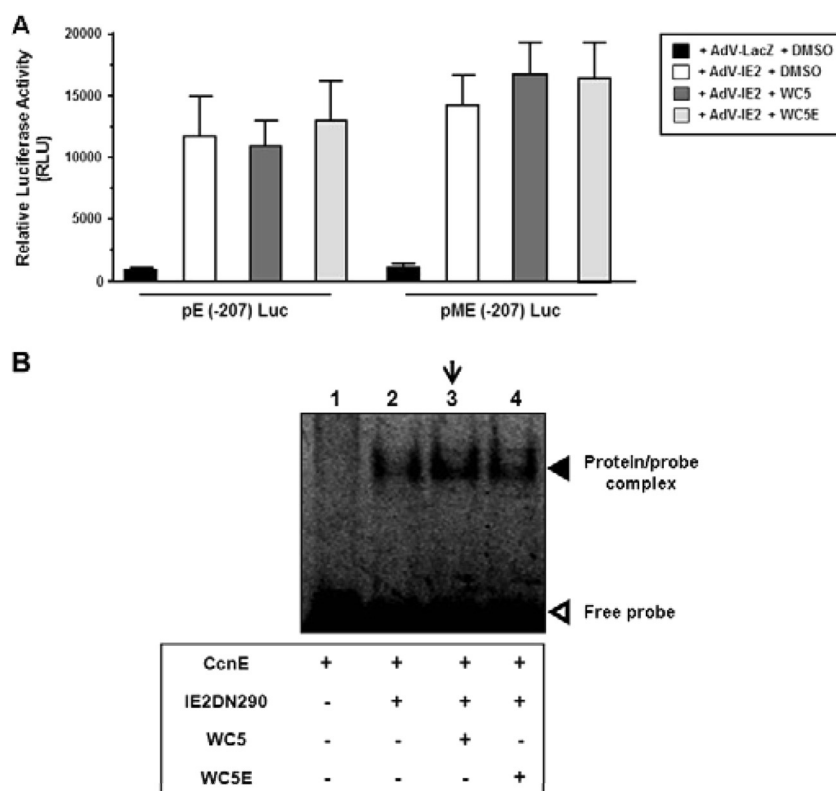 A
Relative Luciferase Activity
(RLU)
20000
15000
10000
5000
0
pE (-207) Luc
pME (-207) Luc
+ AdV-LacZ + DMSO
+ AdV-IE2 + DMSO
+ AdV-IE2 + WC5
+ AdV-IE2 + WC5E
B
1 2 3 4
Protein/probe
complex
Free probe
CcnE + + + +
IE2DN290 - + + +
WC5 - - + -
WC5E - - - +